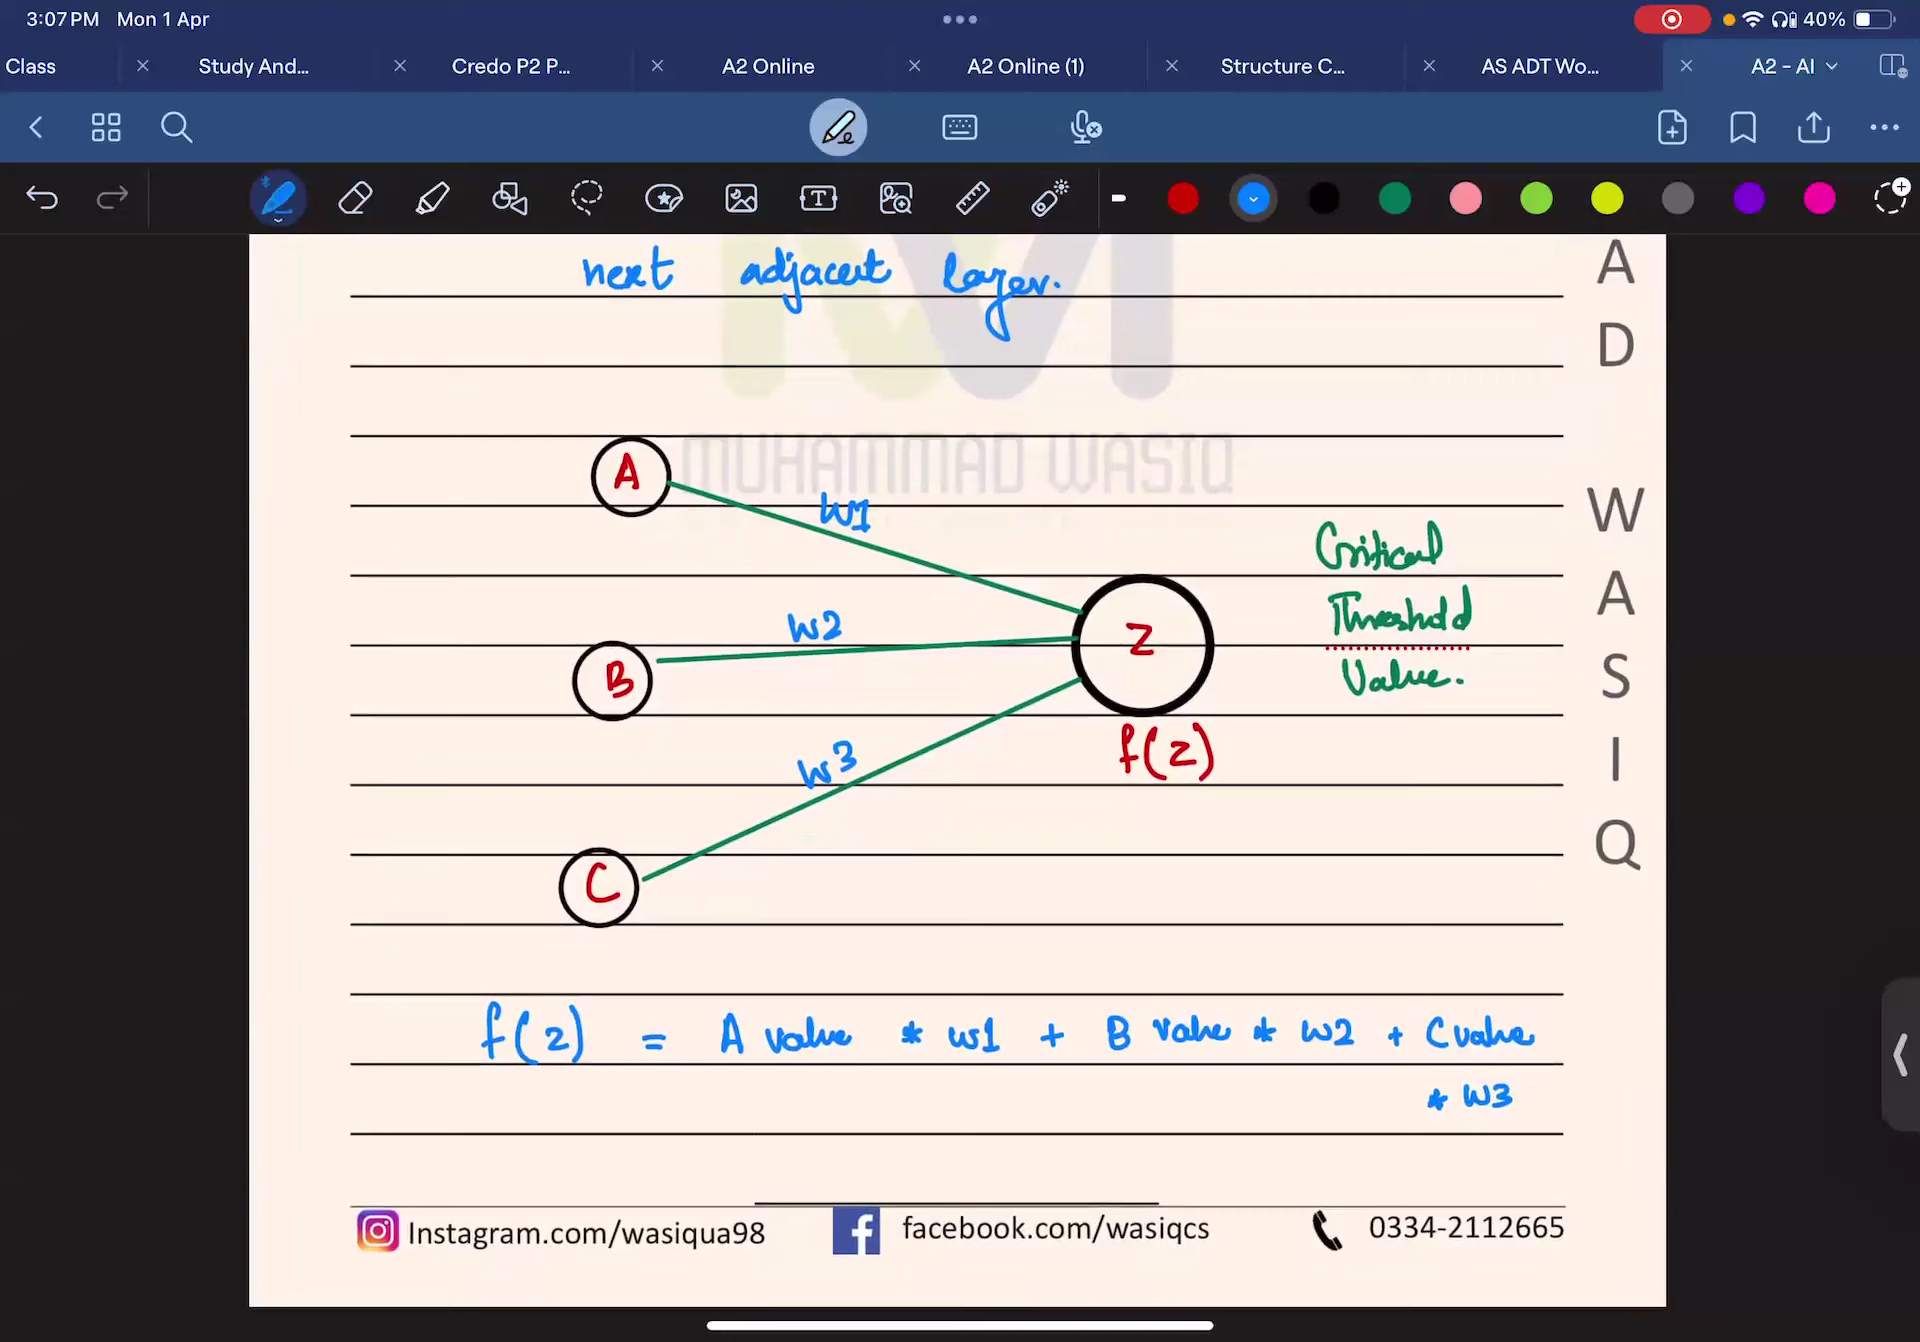 3:07 PM Mon 1 Apr
40%
Class
Study And...
Credo P2 P...
A2 Online
A2 Online (1)
Structure C...
AS ADT Wo...
A2 - AI
next adjacent layer.
A
D
W
A
S
I
Q
MUHAMMAD WASIQ
A
W1
Critical
Threshold
Value.
W2
Z
B
f(z)
W3
C
f(z) = A value * w1 + B value * w2 + C value
* W3
Instagram.com/wasiqua98 facebook.com/wasiqcs 0334-2112665